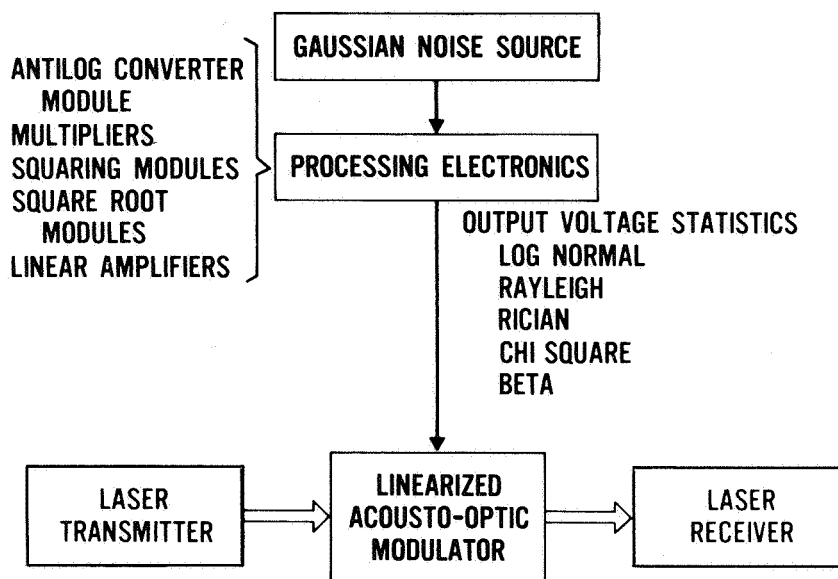 GAUSSIAN NOISE SOURCE
ANTILOG CONVERTER
MODULE
MULTIPLIERS
SQUARING MODULES
SQUARE ROOT
MODULES
LINEAR AMPLIFIERS
PROCESSING ELECTRONICS
OUTPUT VOLTAGE STATISTICS
LOG NORMAL
RAYLEIGH
RICIAN
CHI SQUARE
BETA
LASER
TRANSMITTER
LINEARIZED
ACOUSTO-OPTIC
MODULATOR
LASER
RECEIVER